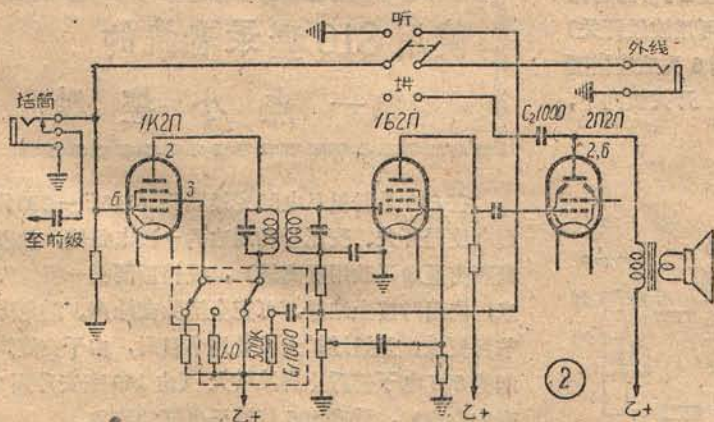 听
外线
讲
话筒
1К2П
1Б2П
C₂1000
2П2П
2
2,6
6
3
至前级
1.0
500K
C₁1000
②
乙+
乙+
乙+